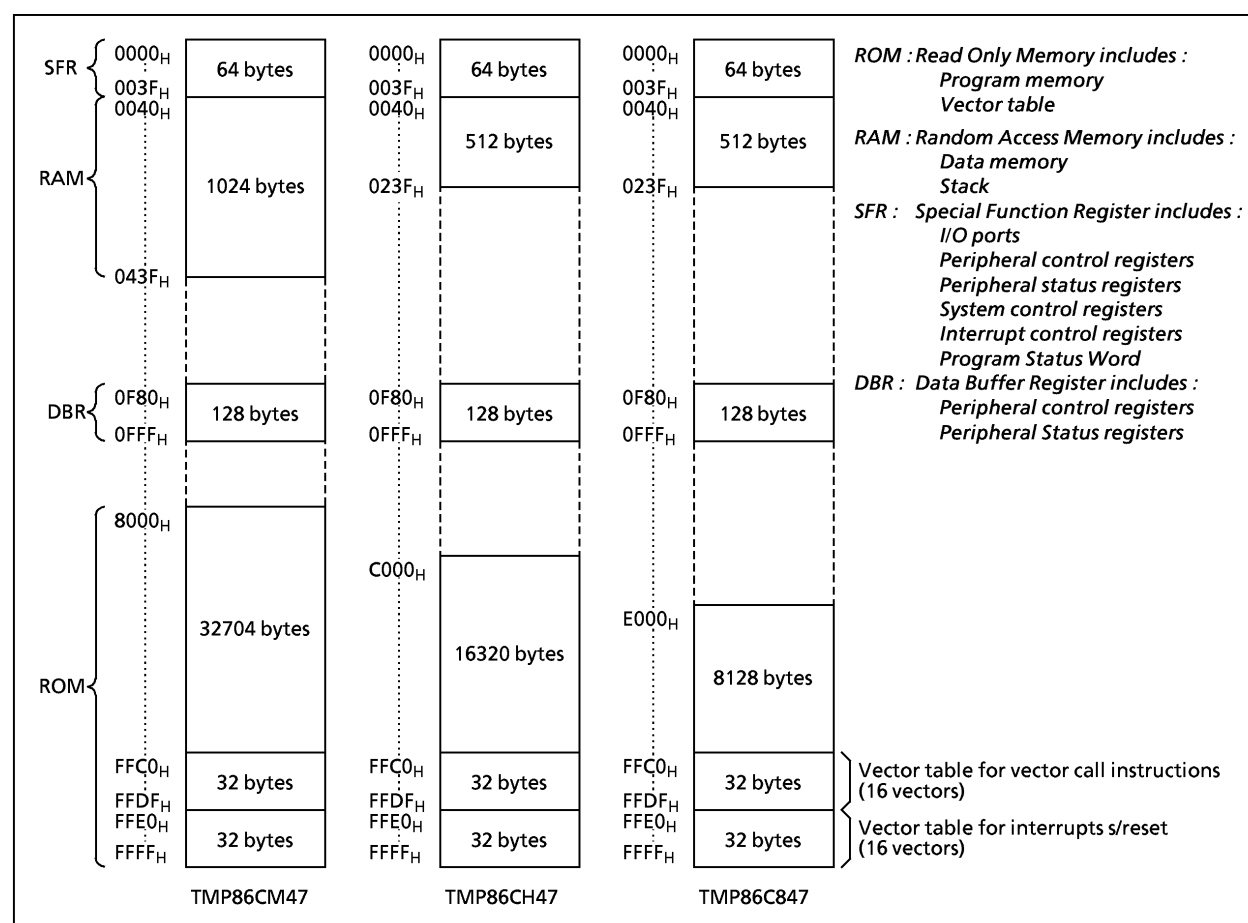 SFR
RAM
DBR
ROM
0000H
003FH
0040H
043FH
0F80H
0FFFH
8000H
FFC0H
FFDFH
FFE0H
FFFFH
64 bytes
1024 bytes
128 bytes
32704 bytes
32 bytes
32 bytes
TMP86CM47
0000H
003FH
0040H
023FH
0F80H
0FFFH
C000H
FFC0H
FFDFH
FFE0H
FFFFH
64 bytes
512 bytes
128 bytes
16320 bytes
32 bytes
32 bytes
TMP86CH47
0000H
003FH
0040H
023FH
0F80H
0FFFH
E000H
FFC0H
FFDFH
FFE0H
FFFFH
64 bytes
512 bytes
128 bytes
8128 bytes
32 bytes
32 bytes
TMP86C847
ROM : Read Only Memory includes :
Program memory
Vector table
RAM : Random Access Memory includes :
Data memory
Stack
SFR : Special Function Register includes :
I/O ports
Peripheral control registers
Peripheral status registers
System control registers
Interrupt control registers
Program Status Word
DBR : Data Buffer Register includes :
Peripheral control registers
Peripheral Status registers
Vector table for vector call instructions
(16 vectors)
Vector table for interrupts s/reset
(16 vectors)